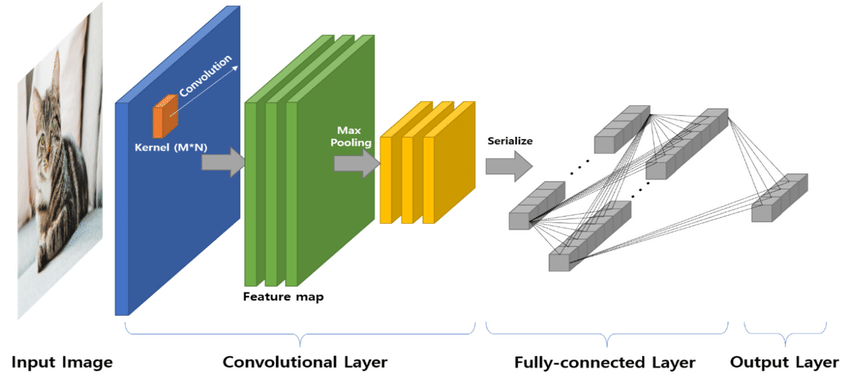 Convolution
Kernel (M*N)
Max
Pooling
Serialize
Feature map
Input Image
Convolutional Layer
Fully-connected Layer
Output Layer